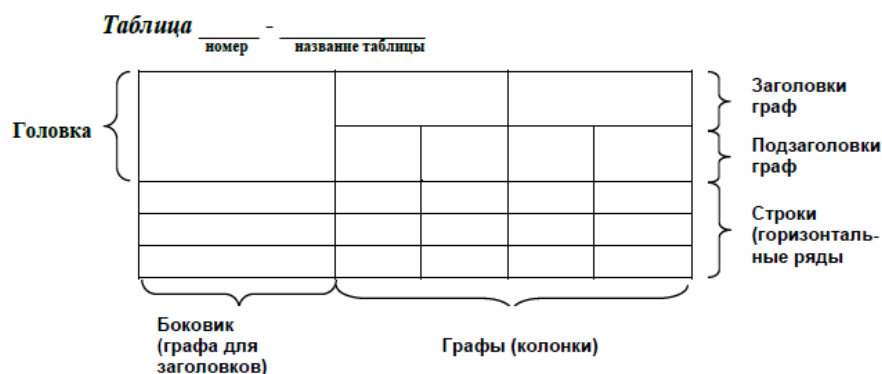 Таблица _____ - __________
номер название таблицы
Заголовки
граф
Головка
Подзаголовки
граф
Строки
(горизонталь-
ные ряды
Боковик
(графа для
заголовков)
Графы (колонки)